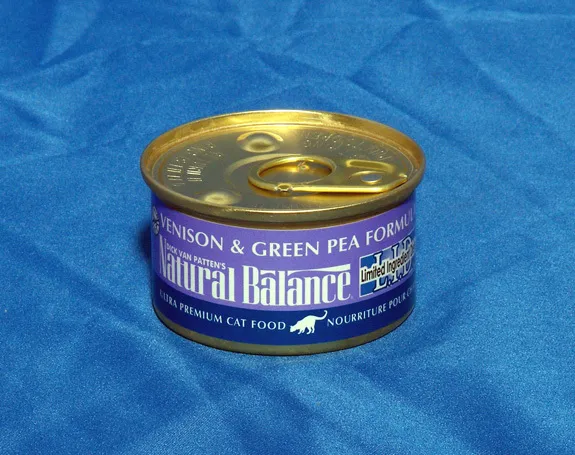 VENISON & GREEN PEA FORMU
DICK VAN PATTEN'S
Natural Balance
L.I.D.
Limited Ingredient
ULTRA PREMIUM CAT FOOD
NOURRITURE POUR